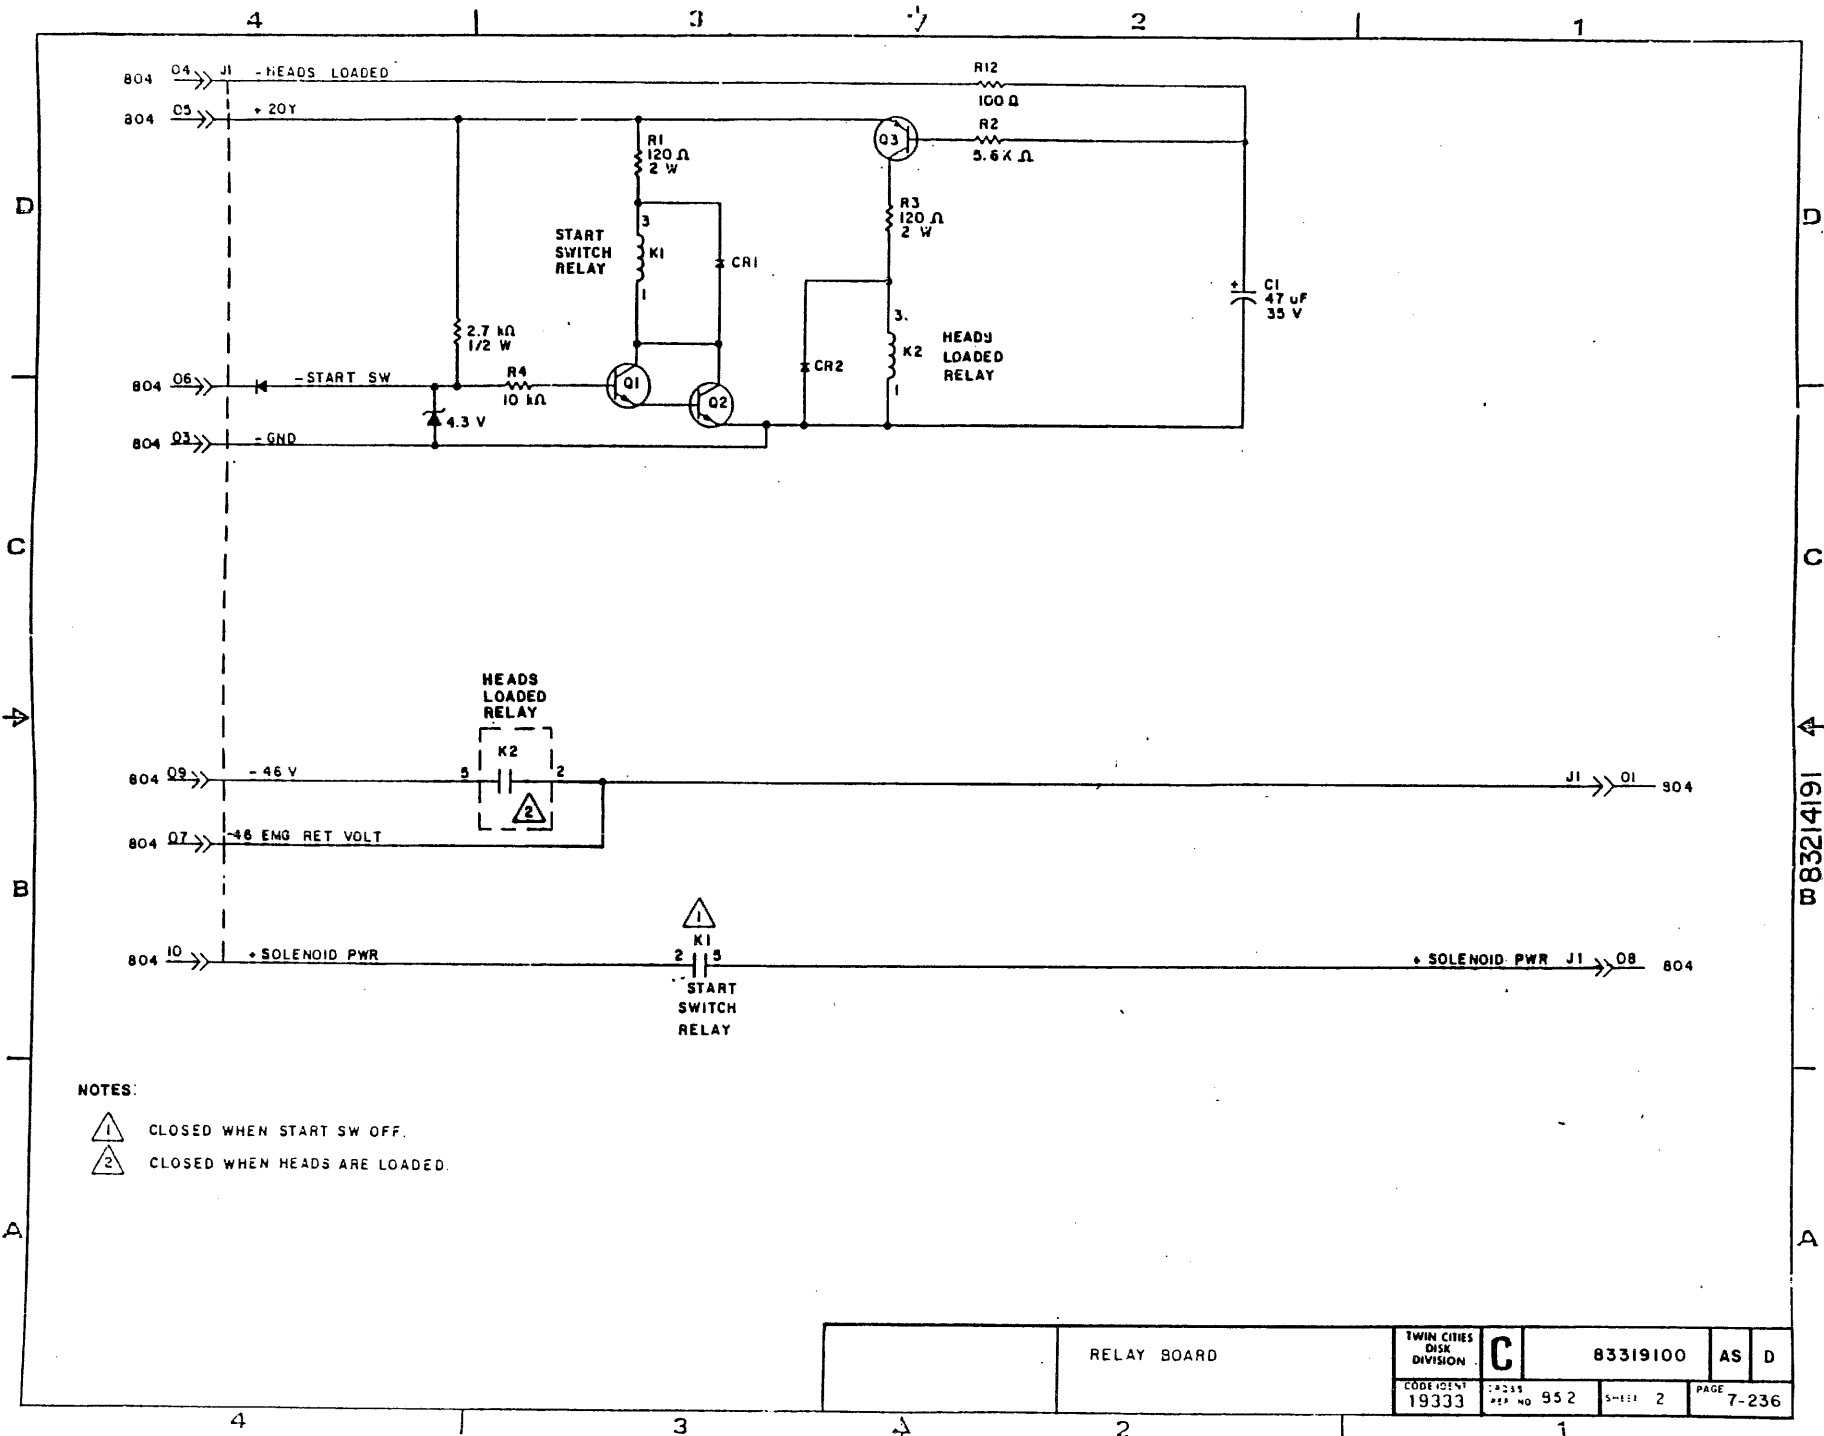 4 3 2 1
804 04 J1 -HEADS LOADED
R12
100 Ω
804 05 + 20Y
Q3
R2
5.6K Ω
R1
120 Ω
2 W
D
D
R3
120 Ω
2 W
START
SWITCH
RELAY
3
K1
1
CR1
+ C1
47 uF
35 V
2.7 kΩ
1/2 W
3.
K2
1
HEADS
LOADED
RELAY
CR2
804 06 -START SW
R4
10 kΩ
Q1
Q2
4.3 V
804 03 -GND
C
C
HEADS
LOADED
RELAY
K2
804 09 - 46 V 5 2
J1 01 904
2
804 07 -46 EMG RET VOLT
83214191
B
B
1
K1
804 10 + SOLENOID PWR 2 5
+ SOLENOID PWR J1 08 804
START
SWITCH
RELAY
NOTES:
1 CLOSED WHEN START SW OFF.
2 CLOSED WHEN HEADS ARE LOADED.
A
A
RELAY BOARD
TWIN CITIES
DISK
DIVISION
C
83319100
AS
D
CODE IDENT
19333
CROSS
REF NO 952
SHEET 2
PAGE
7-236
4 3 2 1